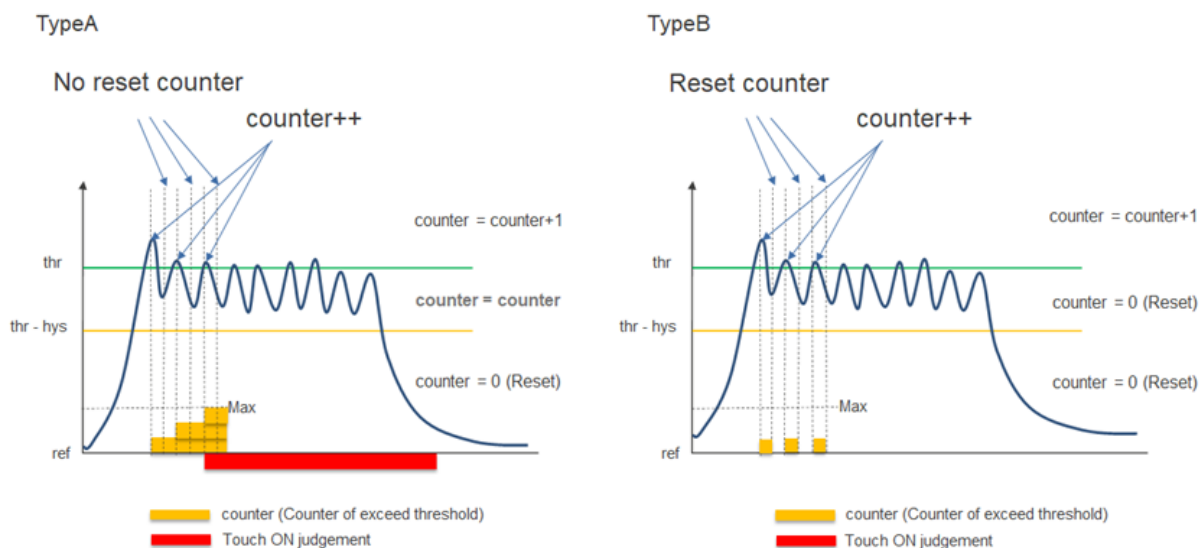 TypeA
No reset counter
counter++
counter = counter+1
thr
counter = counter
thr - hys
counter = 0 (Reset)
Max
ref
counter (Counter of exceed threshold)
Touch ON judgement
TypeB
Reset counter
counter++
counter = counter+1
thr
counter = 0 (Reset)
thr - hys
counter = 0 (Reset)
Max
ref
counter (Counter of exceed threshold)
Touch ON judgement